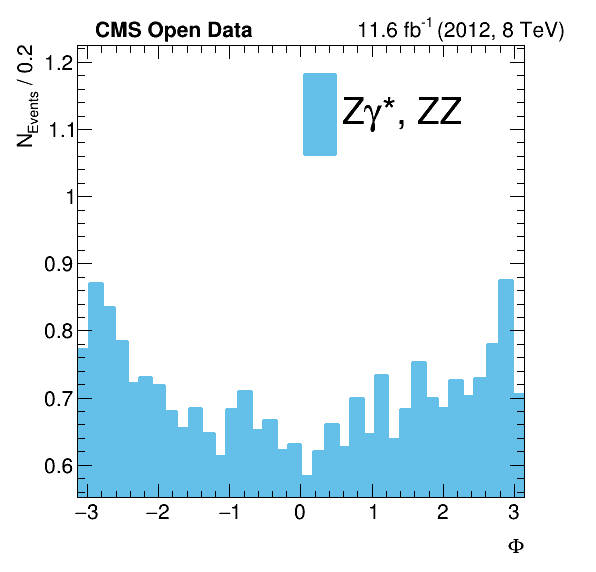 CMS Open Data 11.6 fb⁻¹ (2012, 8 TeV)
N_Events / 0.2
Zγ*, ZZ
1.2
1.1
1
0.9
0.8
0.7
0.6
−3 −2 −1 0 1 2 3
Φ